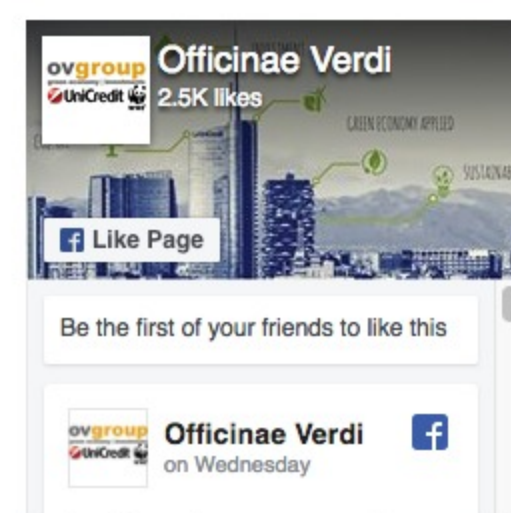 ovgroup
UniCredit WWF
Officinae Verdi
2.5K likes
GREEN ECONOMY APPLIED
Like Page
Be the first of your friends to like this
ovgroup
UniCredit
Officinae Verdi
on Wednesday